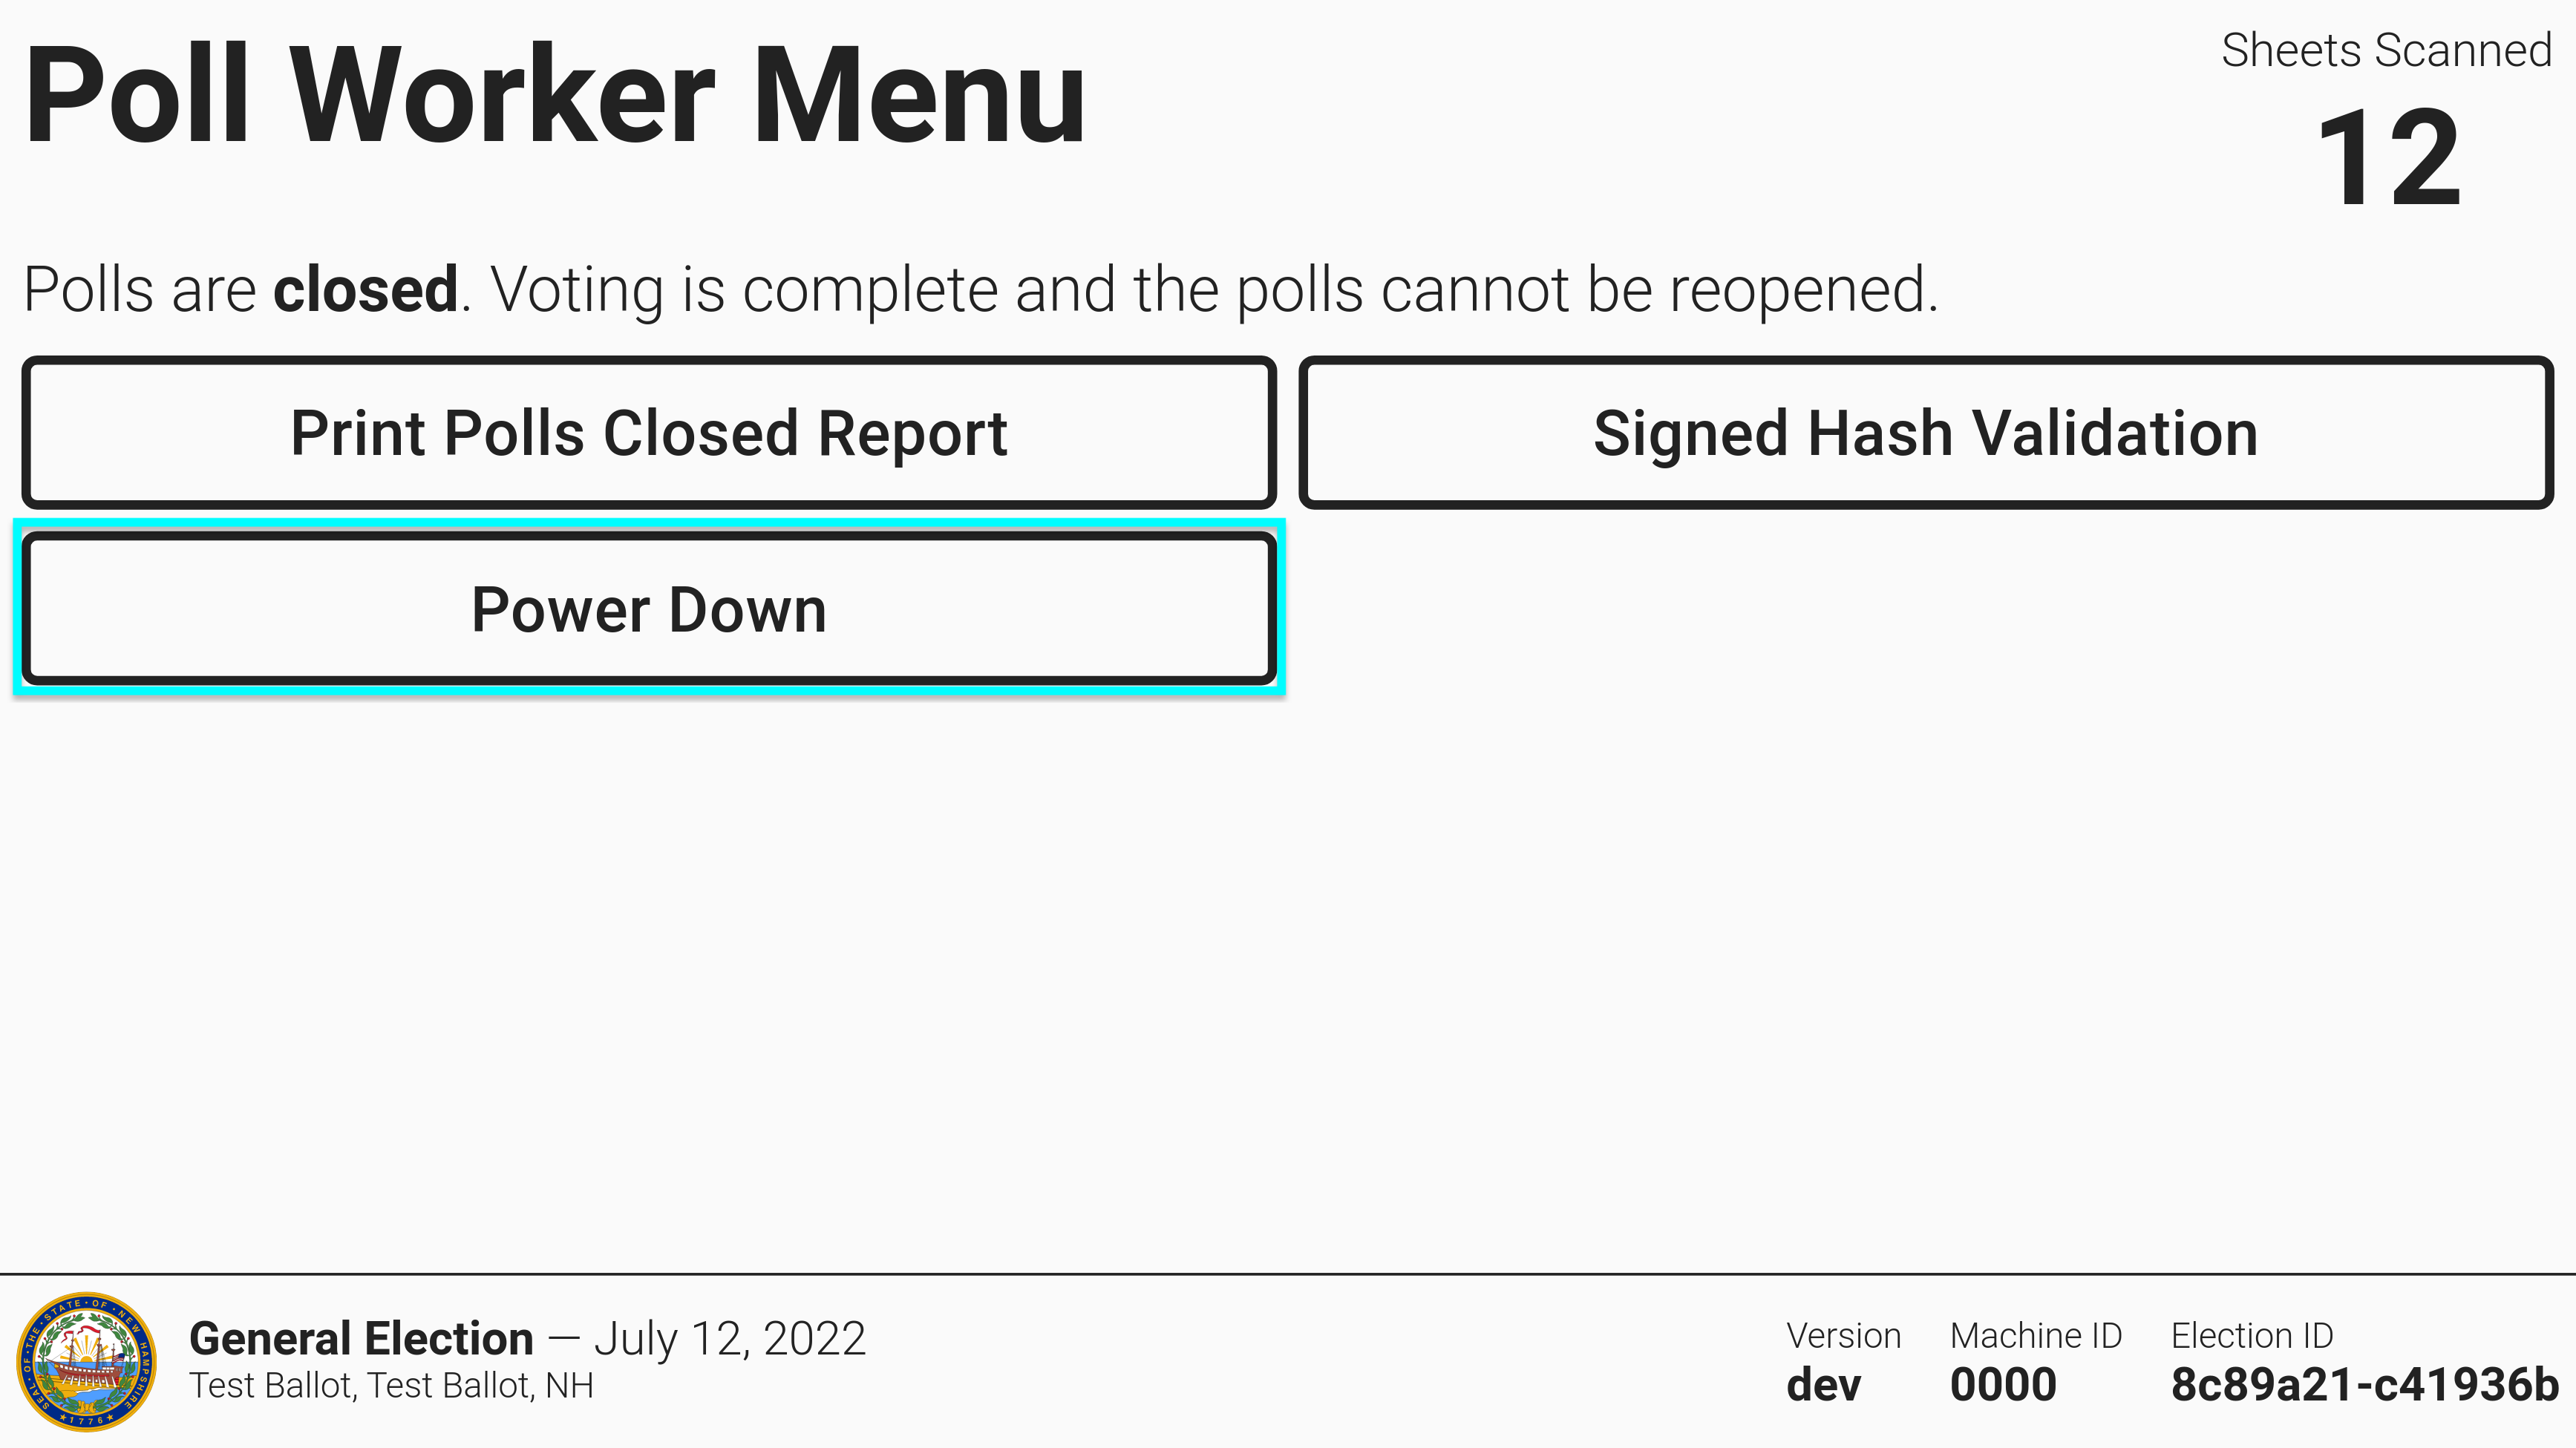 Poll Worker Menu
Sheets Scanned
12
Polls are closed. Voting is complete and the polls cannot be reopened.
Print Polls Closed Report
Signed Hash Validation
Power Down
SEAL · OF · THE · STATE · OF · NEW · HAMPSHIRE
1776
General Election — July 12, 2022
Test Ballot, Test Ballot, NH
Version
dev
Machine ID
0000
Election ID
8c89a21-c41936b